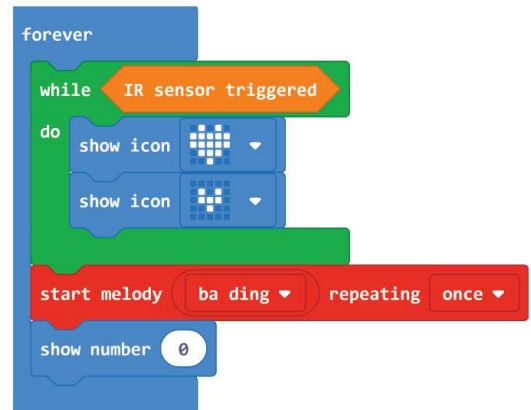 forever
while IR sensor triggered
do
show icon
show icon
start melody ba ding repeating once
show number 0